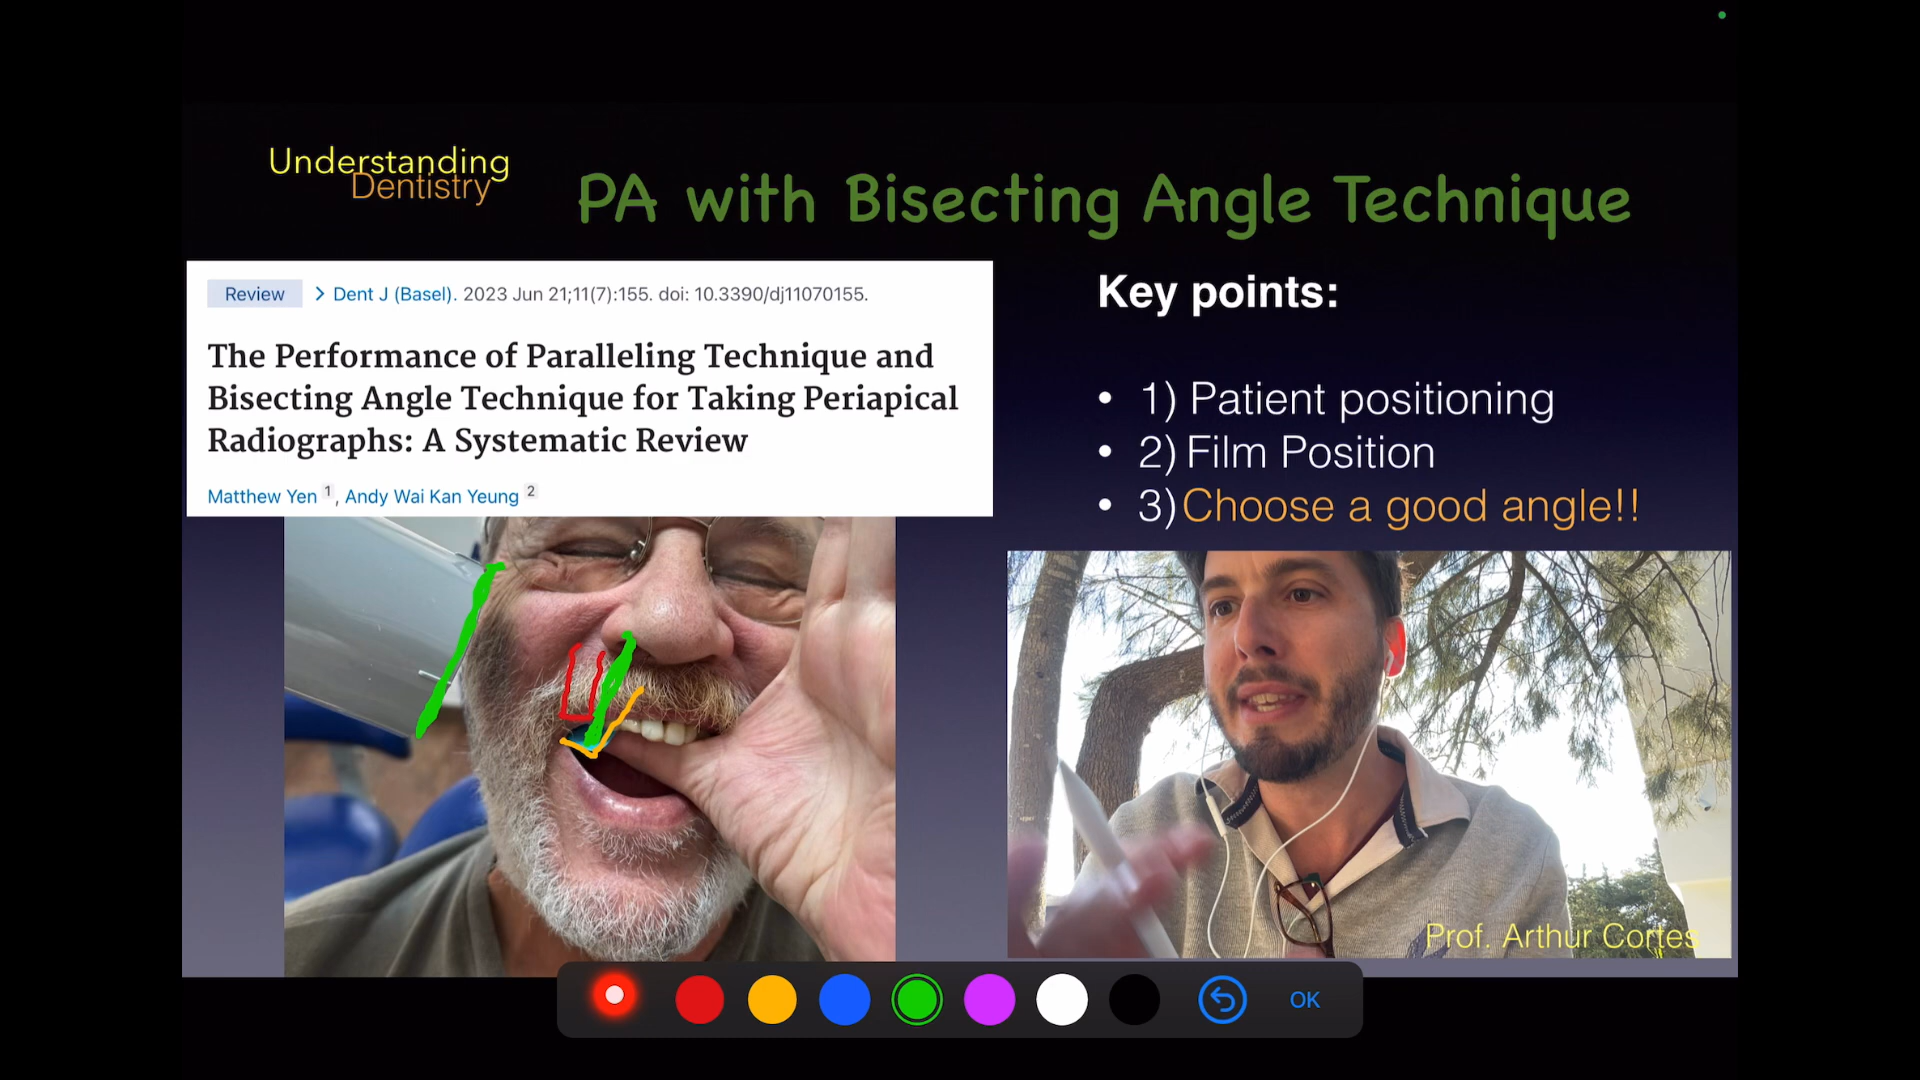 Understanding
Dentistry
PA with Bisecting Angle Technique
Review > Dent J (Basel). 2023 Jun 21;11(7):155. doi: 10.3390/dj11070155.
The Performance of Paralleling Technique and
Bisecting Angle Technique for Taking Periapical
Radiographs: A Systematic Review
Matthew Yen 1, Andy Wai Kan Yeung 2
Key points:
• 1) Patient positioning
• 2) Film Position
• 3) Choose a good angle!!
Prof. Arthur Cortes
OK